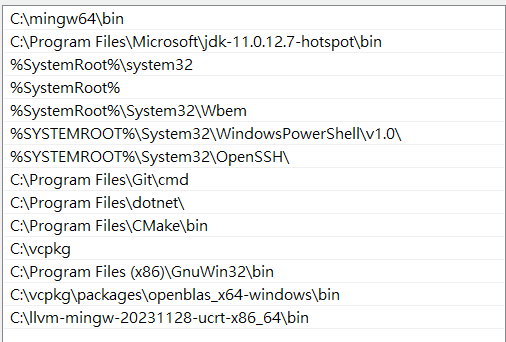 C:\mingw64\bin
C:\Program Files\Microsoft\jdk-11.0.12.7-hotspot\bin
%SystemRoot%\system32
%SystemRoot%
%SystemRoot%\System32\Wbem
%SYSTEMROOT%\System32\WindowsPowerShell\v1.0\
%SYSTEMROOT%\System32\OpenSSH\
C:\Program Files\Git\cmd
C:\Program Files\dotnet\
C:\Program Files\CMake\bin
C:\vcpkg
C:\Program Files (x86)\GnuWin32\bin
C:\vcpkg\packages\openblas_x64-windows\bin
C:\llvm-mingw-20231128-ucrt-x86_64\bin